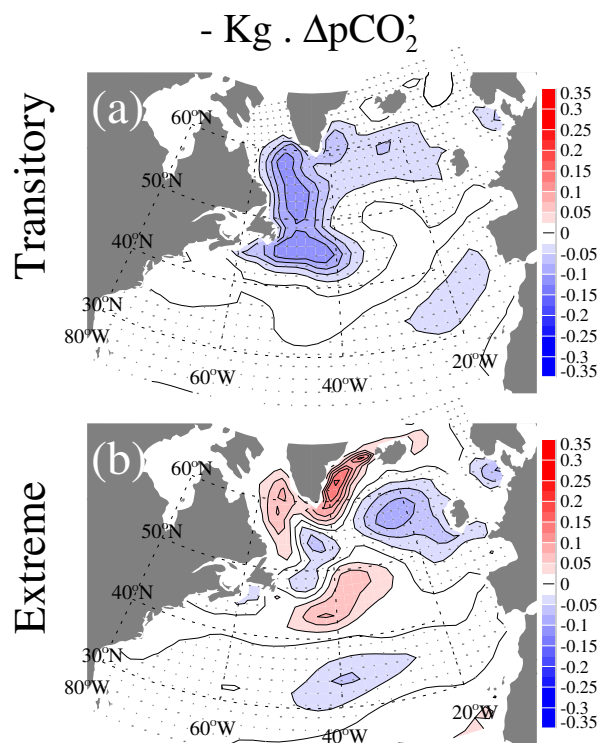 - Kg . ΔpCO₂’
Transitory
(a)
60°N
50°N
40°N
30°N
80°W
60°W
40°W
20°W
0.35
0.3
0.25
0.2
0.15
0.1
0.05
0
-0.05
-0.1
-0.15
-0.2
-0.25
-0.3
-0.35
Extreme
(b)
60°N
50°N
40°N
30°N
80°W
60°W
40°W
20°W
0.35
0.3
0.25
0.2
0.15
0.1
0.05
0
-0.05
-0.1
-0.15
-0.2
-0.25
-0.3
-0.35